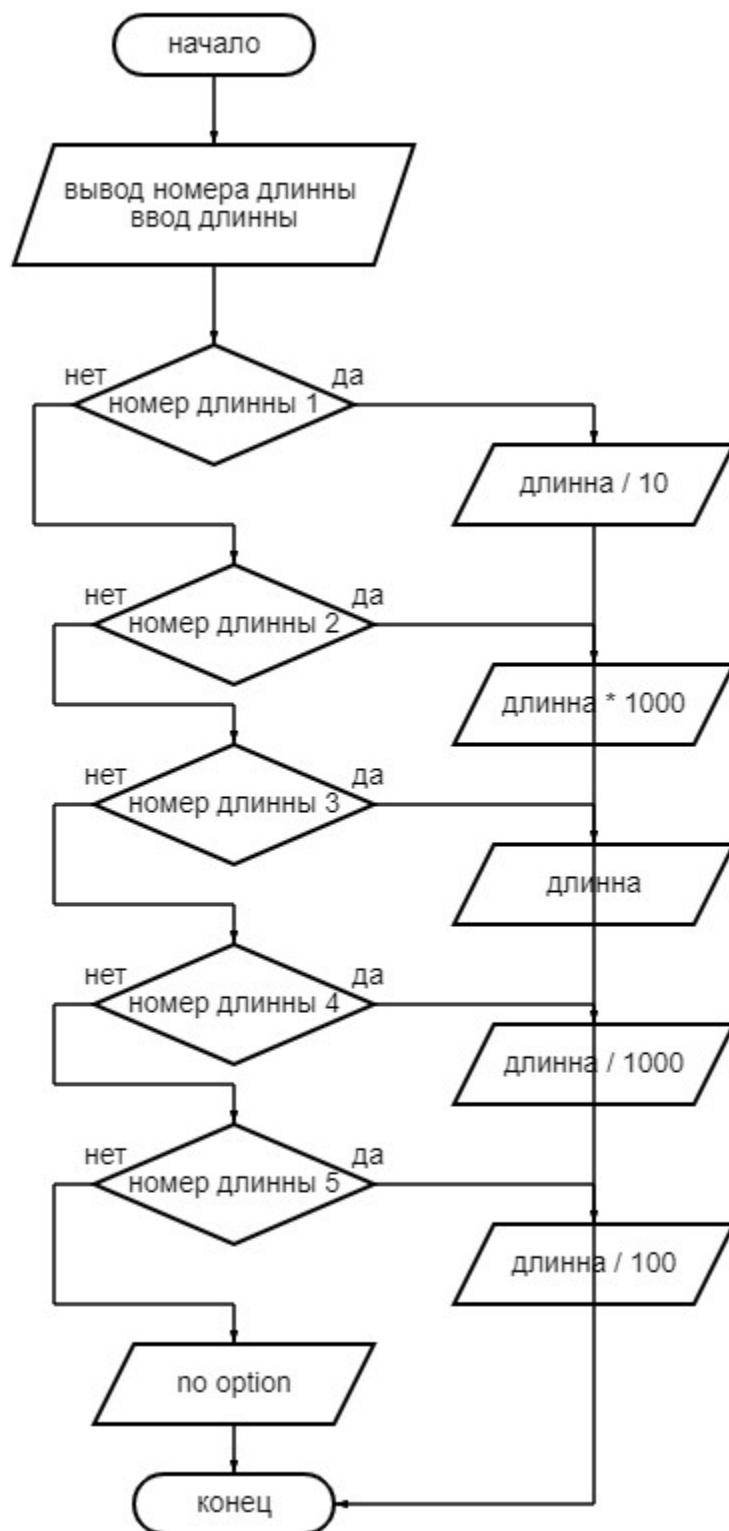 начало
вывод номера длинны
ввод длинны
нет
да
номер длинны 1
длинна / 10
нет
да
номер длинны 2
длинна * 1000
нет
да
номер длинны 3
длинна
нет
да
номер длинны 4
длинна / 1000
нет
да
номер длинны 5
длинна / 100
no option
конец